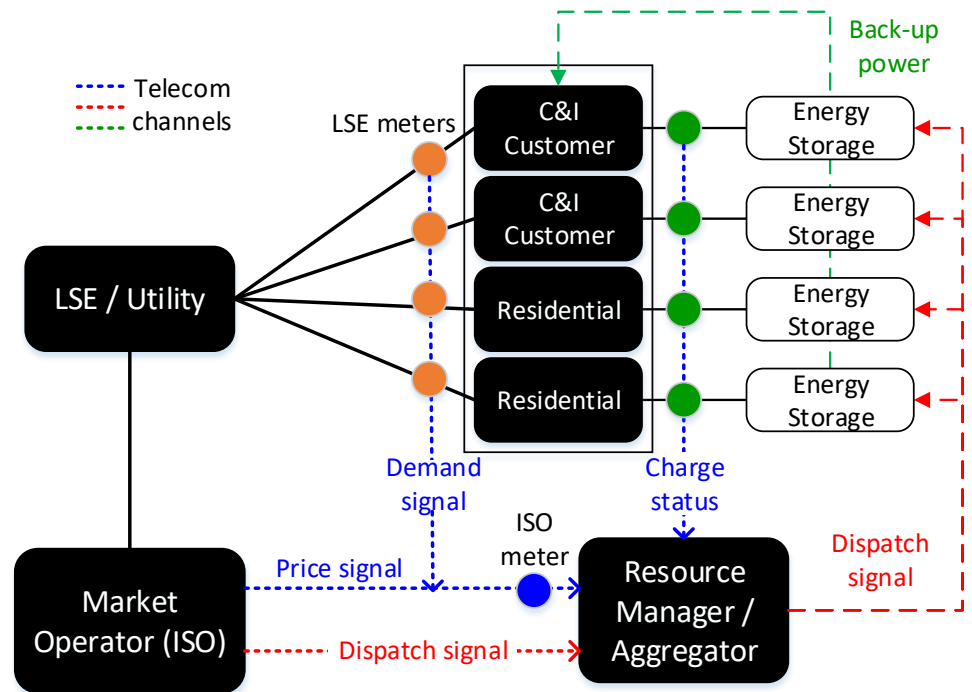 Back-up
power
Telecom
channels
LSE meters
C&I
Customer
Energy
Storage
C&I
Customer
Energy
Storage
LSE / Utility
Residential
Energy
Storage
Residential
Energy
Storage
Demand
signal
Charge
status
ISO
meter
Price signal
Market
Operator (ISO)
Dispatch signal
Resource
Manager /
Aggregator
Dispatch
signal